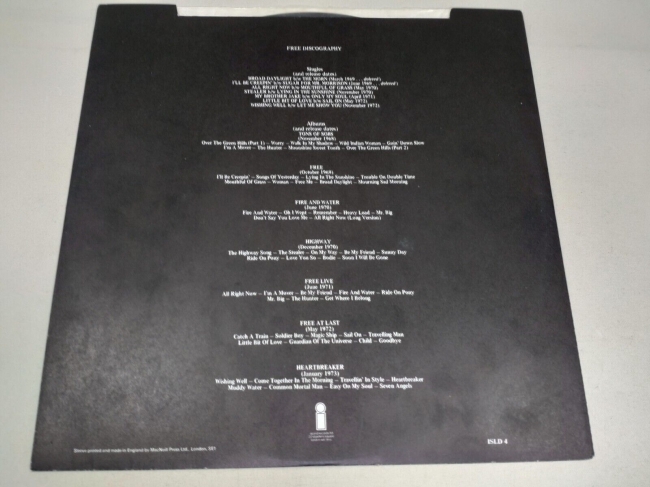 FREE DISCOGRAPHY
Singles
(and release dates)
BROAD DAYLIGHT b/w THE WORM (March 1969 . . . deleted)
I'LL BE CREEPIN' b/w SUGAR FOR MR. MORRISON (June 1969 . . . deleted)
ALL RIGHT NOW b/w MOUTHFUL OF GRASS (May 1970)
STEALER b/w LYING IN THE SUNSHINE (November 1970)
MY BROTHER JAKE b/w ONLY MY SOUL (April 1971)
LITTLE BIT OF LOVE b/w SAIL ON (May 1972)
WISHING WELL b/w LET ME SHOW YOU (November 1972)
Albums
(and release dates)
TONS OF SOBS
(November 1968)
Over The Green Hills (Part 1) – Worry – Walk In My Shadow – Wild Indian Woman – Goin' Down Slow
I'm A Mover – The Hunter – Moonshine Sweet Tooth – Over The Green Hills (Part 2)
FREE
(October 1969)
I'll Be Creepin' – Songs Of Yesterday – Lying In The Sunshine – Trouble On Double Time
Mouthful Of Grass – Woman – Free Me – Broad Daylight – Mourning Sad Morning
FIRE AND WATER
(June 1970)
Fire And Water – Oh I Wept – Remember – Heavy Load – Mr. Big
Don't Say You Love Me – All Right Now (Long Version)
HIGHWAY
(December 1970)
The Highway Song – The Stealer – On My Way – Be My Friend – Sunny Day
Ride On Pony – Love You So – Bodie – Soon I Will Be Gone
FREE LIVE
(June 1971)
All Right Now – I'm A Mover – Be My Friend – Fire And Water – Ride On Pony
Mr. Big – The Hunter – Get Where I Belong
FREE AT LAST
(May 1972)
Catch A Train – Soldier Boy – Magic Ship – Sail On – Travelling Man
Little Bit Of Love – Guardian Of The Universe – Child – Goodbye
HEARTBREAKER
(January 1973)
Wishing Well – Come Together In The Morning – Travellin' In Style – Heartbreaker
Muddy Water – Common Mortal Man – Easy On My Soul – Seven Angels
Sleeve printed and made in England by MacNeill Press Ltd., London, SE1
ISLD 4